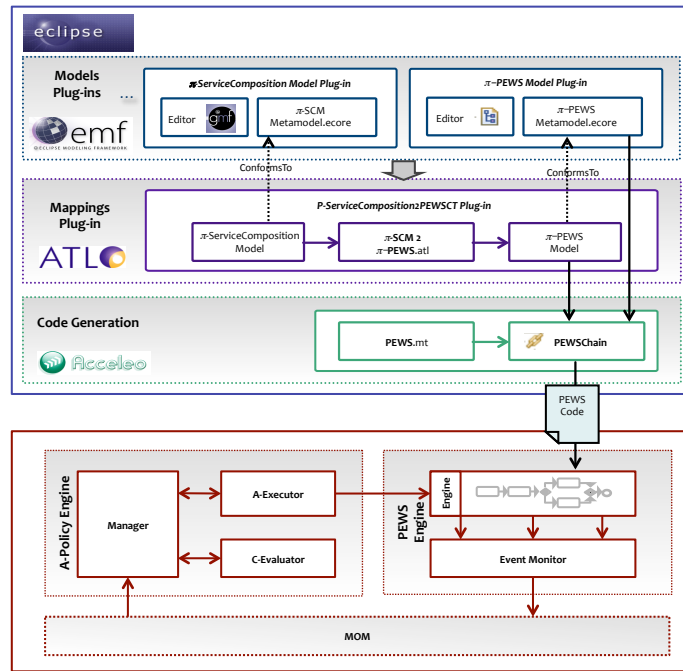 eclipse
Models
Plug-ins ...
emf
ECLIPSE MODELING FRAMEWORK
π-ServiceComposition Model Plug-in
Editor
gmf
π-SCM
Metamodel.ecore
π-PEWS Model Plug-in
Editor
π-PEWS
Metamodel.ecore
ConformsTo
ConformsTo
Mappings
Plug-in
ATL
P-ServiceComposition2PEWSCT Plug-in
π-ServiceComposition
Model
π-SCM 2
π-PEWS.atl
π-PEWS
Model
Code Generation
Acceleo
PEWS.mt
PEWSChain
PEWS
Code
A-Policy Engine
Manager
A-Executor
C-Evaluator
PEWS
Engine
Engine
Event Monitor
MOM